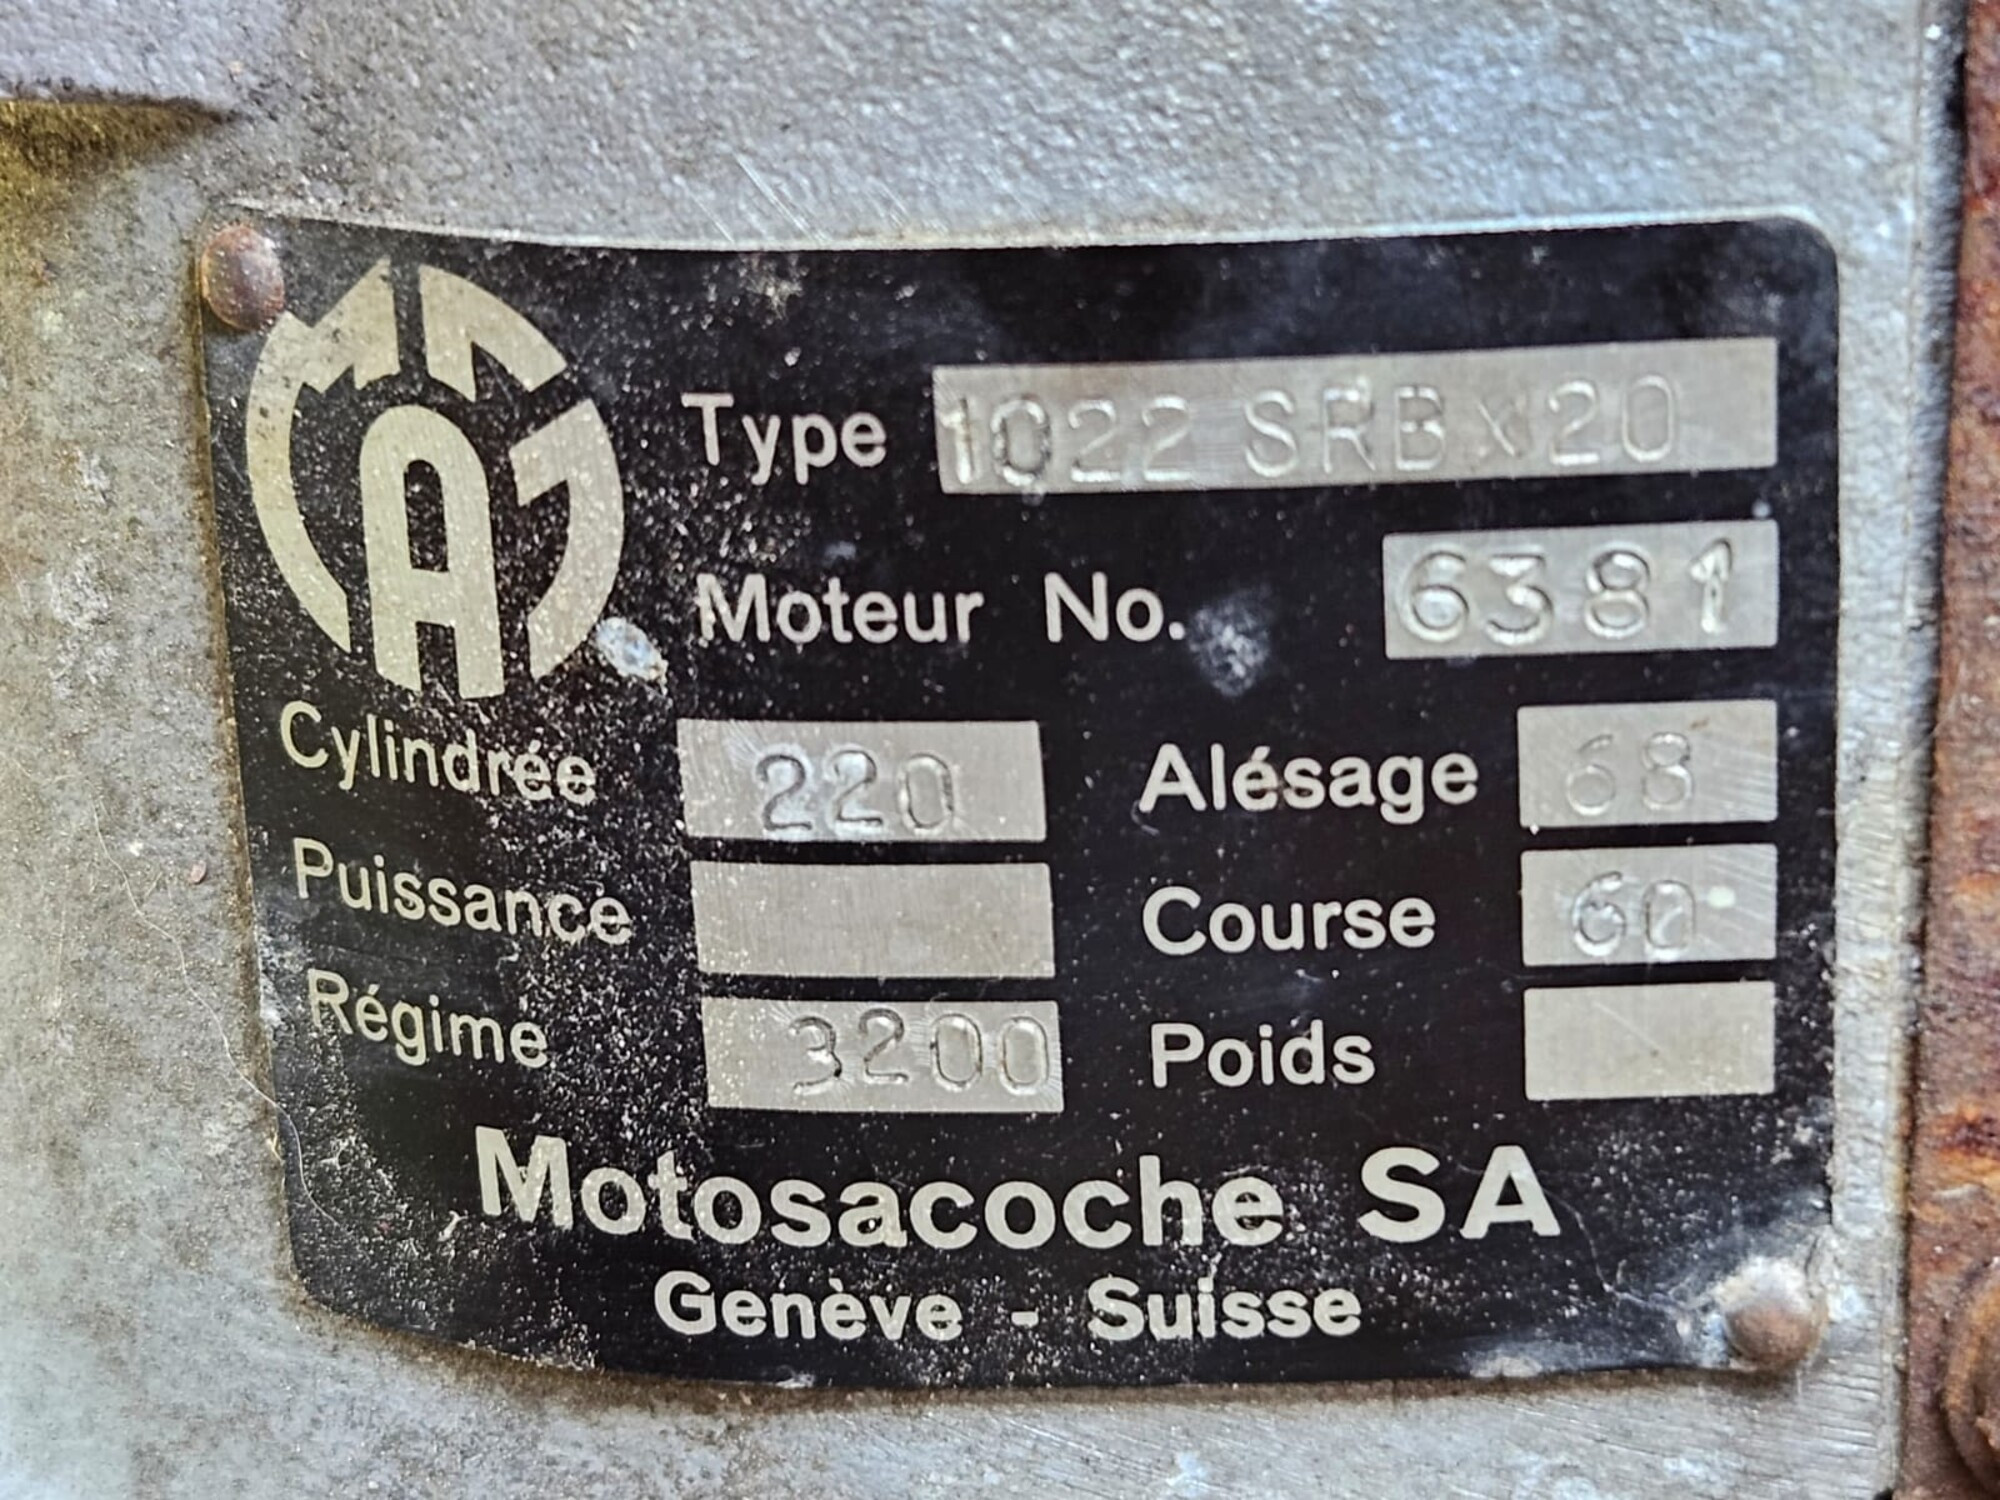 MAG
Type 1022 SRBX20
Moteur No. 6381
Cylindrée 220 Alésage 68
Puissance Course 60
Régime 3200 Poids
Motosacoche SA
Genève - Suisse